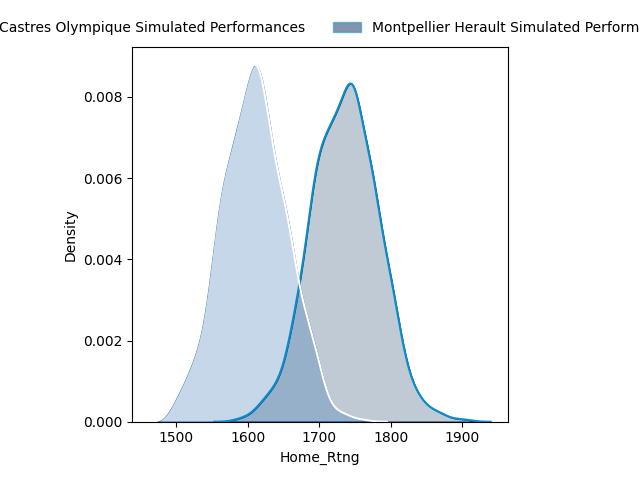 Castres Olympique Simulated Performances
Montpellier Herault Simulated Perform
0.008
0.006
0.004
0.002
0.000
Density
1500 1600 1700 1800 1900
Home_Rtng